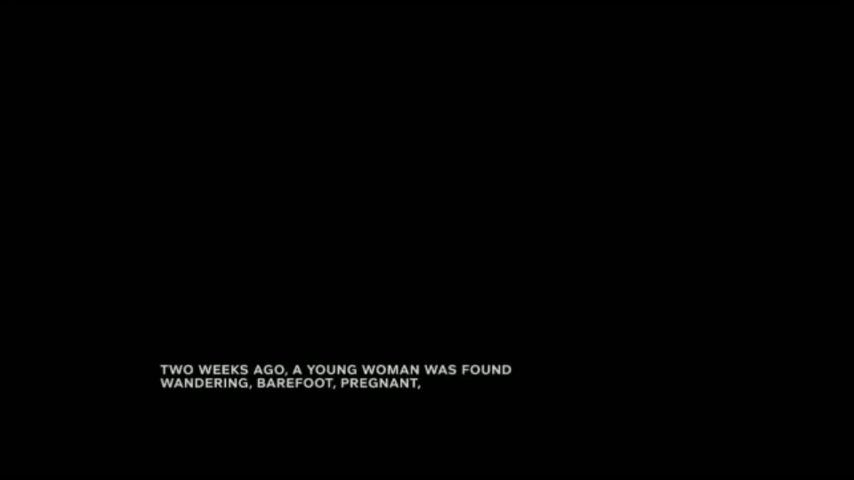 TWO WEEKS AGO, A YOUNG WOMAN WAS FOUND
WANDERING, BAREFOOT, PREGNANT,